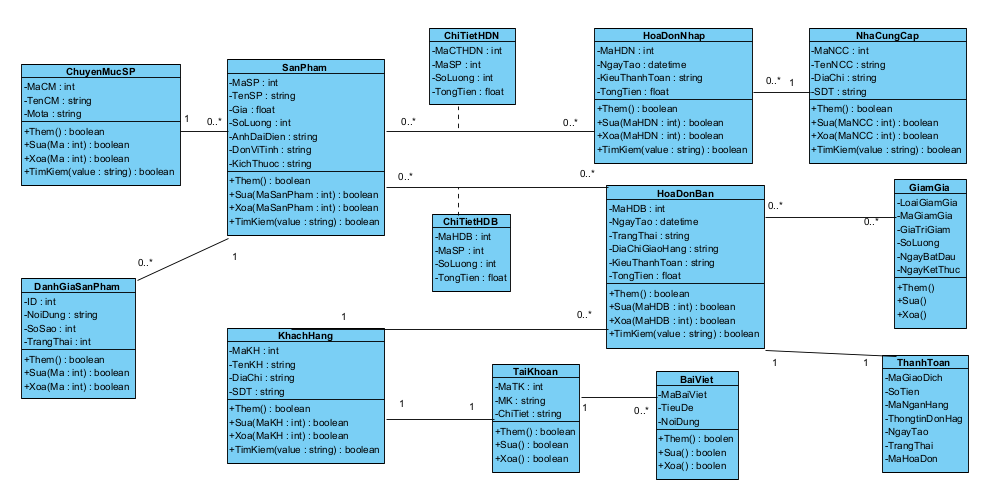 ChuyenMucSP
-MaCM : int
-TenCM : string
-Mota : string
+Them() : boolean
+Sua(Ma : int) : boolean
+Xoa(Ma : int) : boolean
+TimKiem(value : string) : boolean
1
0..*
SanPham
-MaSP : int
-TenSP : string
-Gia : float
-SoLuong : int
-AnhDaiDien : string
-DonViTinh : string
-KichThuoc : string
+Them() : boolean
+Sua(MaSanPham : int) : boolean
+Xoa(MaSanPham : int) : boolean
+TimKiem(value : string) : boolean
ChiTietHDN
-MaCTHDN : int
-MaSP : int
-SoLuong : int
-TongTien : float
0..*
0..*
HoaDonNhap
-MaHDN : int
-NgayTao : datetime
-KieuThanhToan : string
-TongTien : float
+Them() : boolean
+Sua(MaHDN : int) : boolean
+Xoa(MaHDN : int) : boolean
+TimKiem(value : string) : boolean
0..*
1
NhaCungCap
-MaNCC : int
-TenNCC : string
-DiaChi : string
-SDT : string
+Them() : boolean
+Sua(MaNCC : int) : boolean
+Xoa(MaNCC : int) : boolean
+TimKiem(value : string) : boolean
0..*
0..*
ChiTietHDB
-MaHDB : int
-MaSP : int
-SoLuong : int
-TongTien : float
HoaDonBan
-MaHDB : int
-NgayTao : datetime
-TrangThai : string
-DiaChiGiaoHang : string
-KieuThanhToan : string
-TongTien : float
+Them() : boolean
+Sua(MaHDB : int) : boolean
+Xoa(MaHDB : int) : boolean
+TimKiem(value : string) : boolean
0..*
0..*
GiamGia
-LoaiGiamGia
-MaGiamGia
-GiaTriGiam
-SoLuong
-NgayBatDau
-NgayKetThuc
+Them()
+Sua()
+Xoa()
1
0..*
DanhGiaSanPham
-ID : int
-NoiDung : string
-SoSao : int
-TrangThai : int
+Them() : boolean
+Sua(Ma : int) : boolean
+Xoa(Ma : int) : boolean
1
0..*
KhachHang
-MaKH : int
-TenKH : string
-DiaChi : string
-SDT : string
+Them() : boolean
+Sua(MaKH : int) : boolean
+Xoa(MaKH : int) : boolean
+TimKiem(value : string) : boolean
1
1
TaiKhoan
-MaTK : int
-MK : string
-ChiTiet : string
+Them() : boolean
+Sua() : boolean
+Xoa() : boolean
1
0..*
BaiViet
-MaBaiViet
-TieuDe
-NoiDung
+Them() : boolen
+Sua() : boolen
+Xoa() : boolen
1
1
ThanhToan
-MaGiaoDich
-SoTien
-MaNganHang
-ThongtinDonHag
-NgayTao
-TrangThai
-MaHoaDon